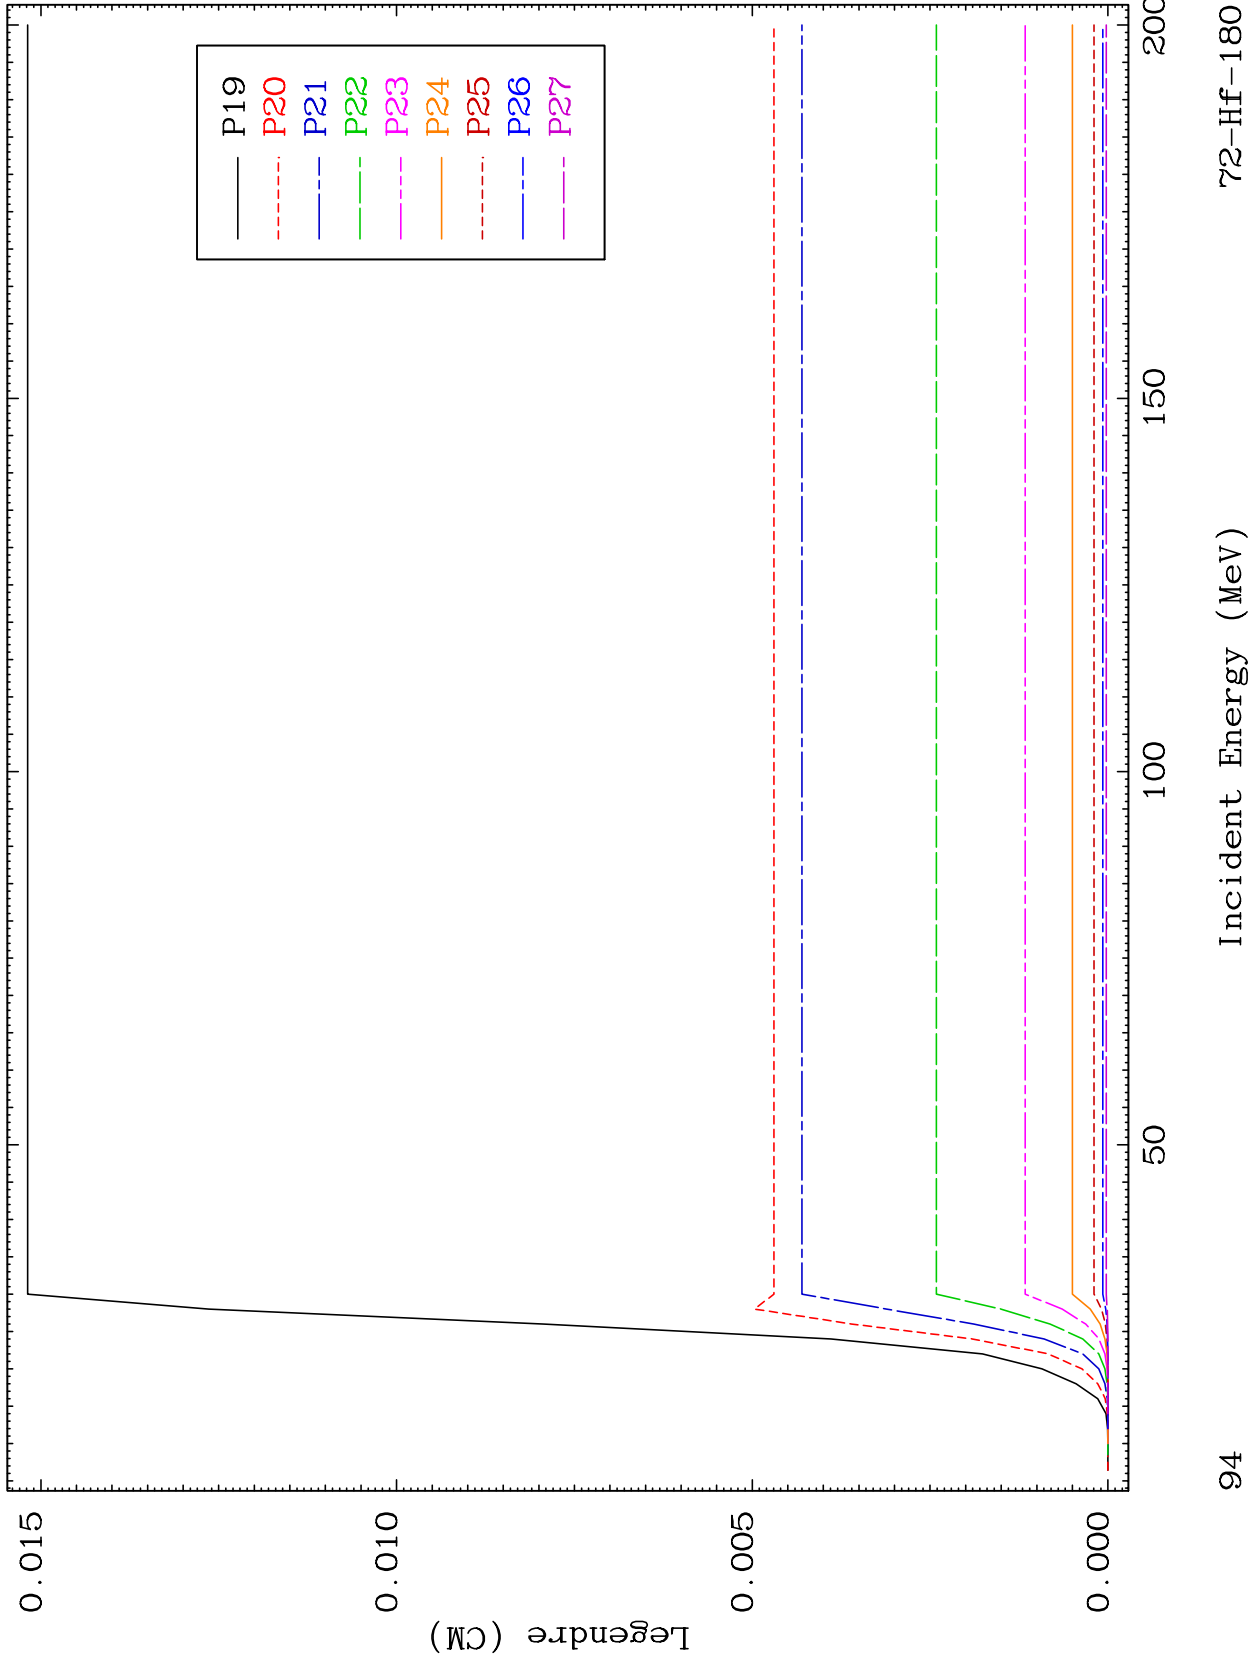 P19
P20
P21
P22
P23
P24
P25
P26
P27
0.015
0.010
0.005
0.000
Legendre (CM)
50
100
150
200
Incident Energy (MeV)
94
72-Hf-180